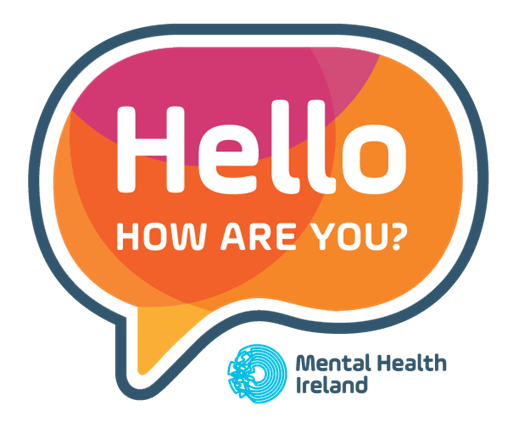 Hello
HOW ARE YOU?
Mental Health
Ireland